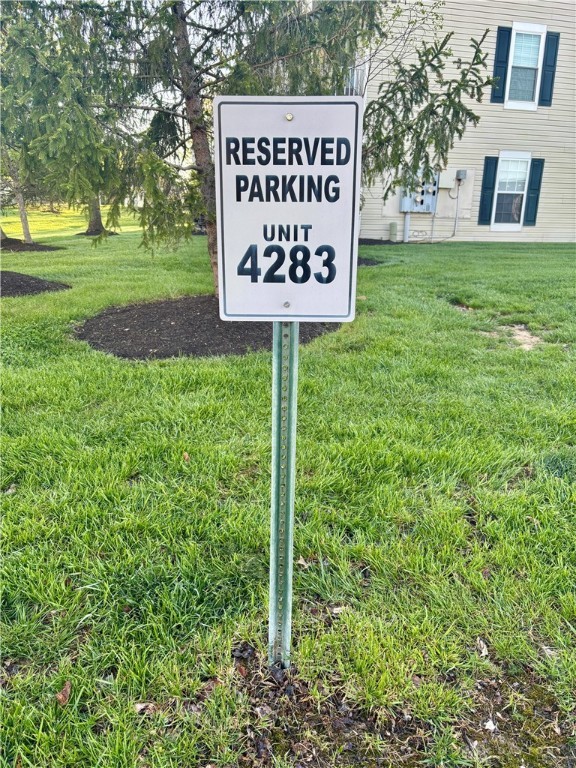 RESERVED
PARKING
UNIT
4283